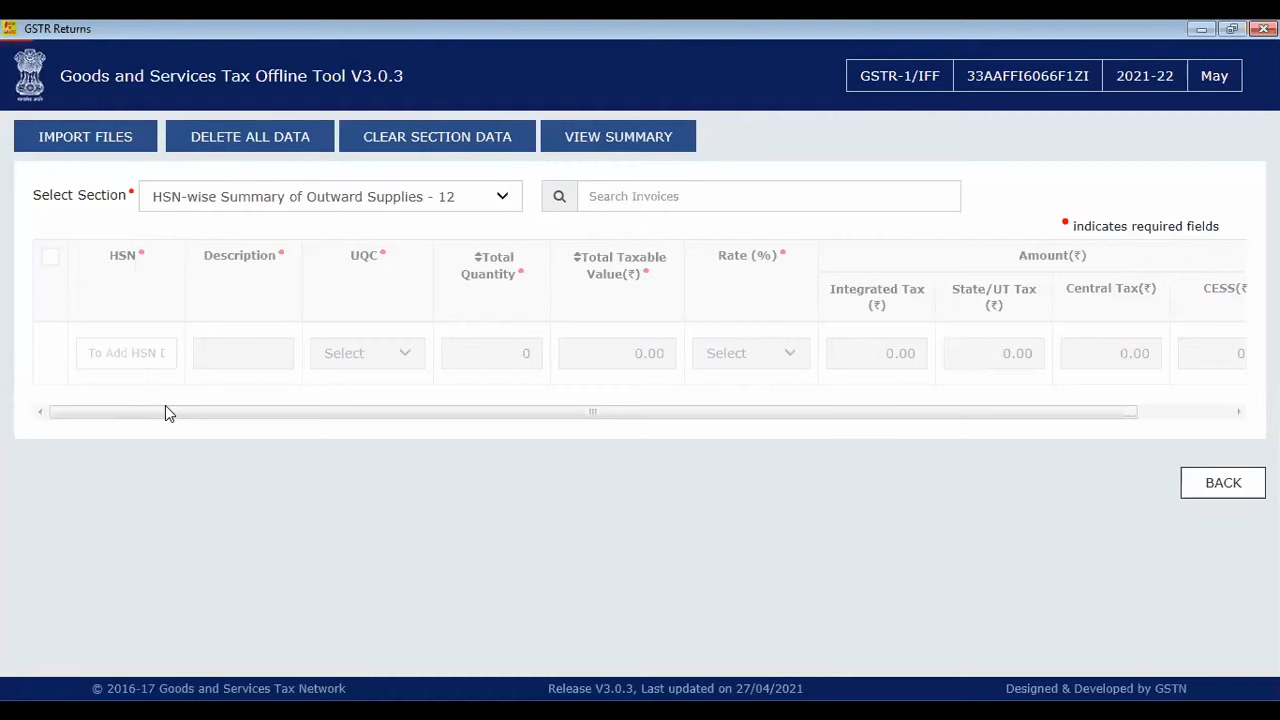 GSTR Returns
Goods and Services Tax Offline Tool V3.0.3
GSTR-1/IFF 33AAFFI6066F1ZI 2021-22 May
IMPORT FILES DELETE ALL DATA CLEAR SECTION DATA VIEW SUMMARY
Select Section• HSN-wise Summary of Outward Supplies - 12 Search Invoices
• indicates required fields
HSN• Description• UQC• Total Quantity• Total Taxable Value(₹)• Rate (%)• Amount(₹)
Integrated Tax (₹) State/UT Tax (₹) Central Tax(₹) CESS(₹
To Add HSN D Select 0 0.00 Select 0.00 0.00 0.00 0
BACK
© 2016-17 Goods and Services Tax Network Release V3.0.3, Last updated on 27/04/2021 Designed & Developed by GSTN